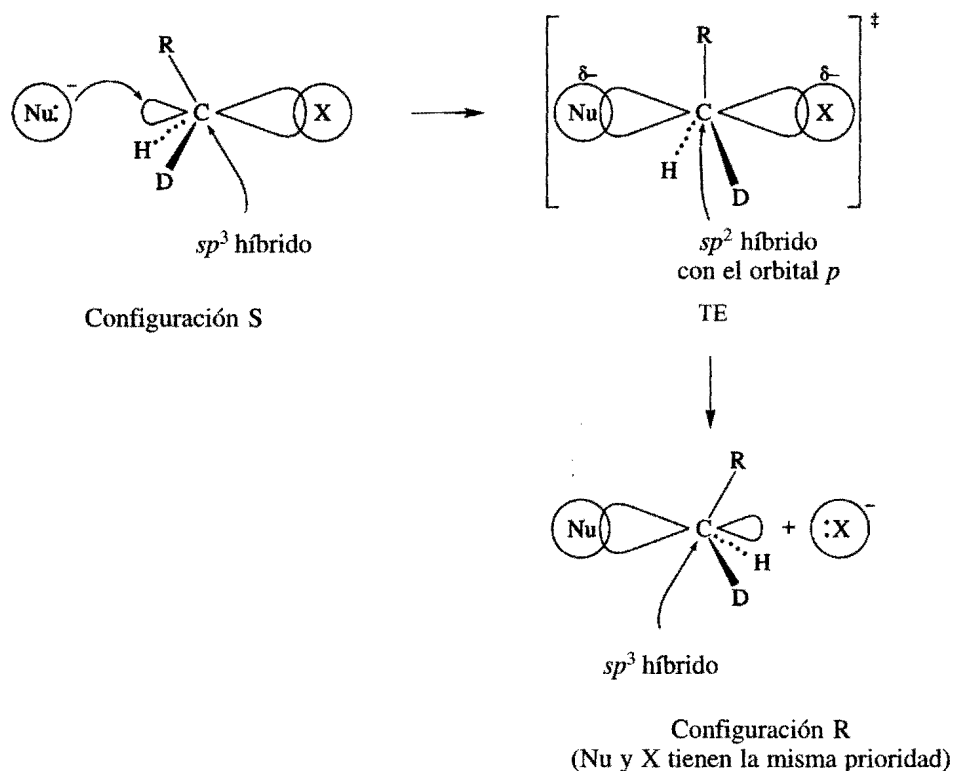 R
Nu:
–
C
X
H
D
sp³ híbrido
Configuración S
‡
R
δ–
δ–
Nu
C
X
H
D
sp² híbrido
con el orbital p
TE
R
Nu
C
+
:X
–
H
D
sp³ híbrido
Configuración R
(Nu y X tienen la misma prioridad)